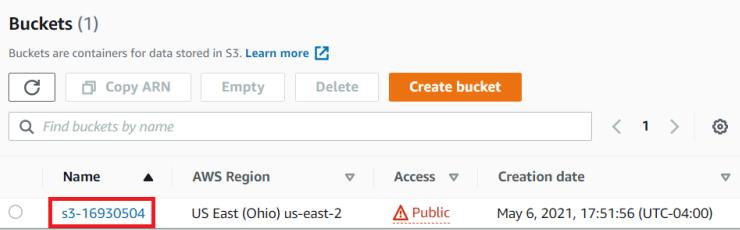 Buckets (1)
Buckets are containers for data stored in S3. Learn more
Copy ARN Empty Delete Create bucket
Find buckets by name 1
Name AWS Region Access Creation date
s3-16930504 US East (Ohio) us-east-2 Public May 6, 2021, 17:51:56 (UTC-04:00)